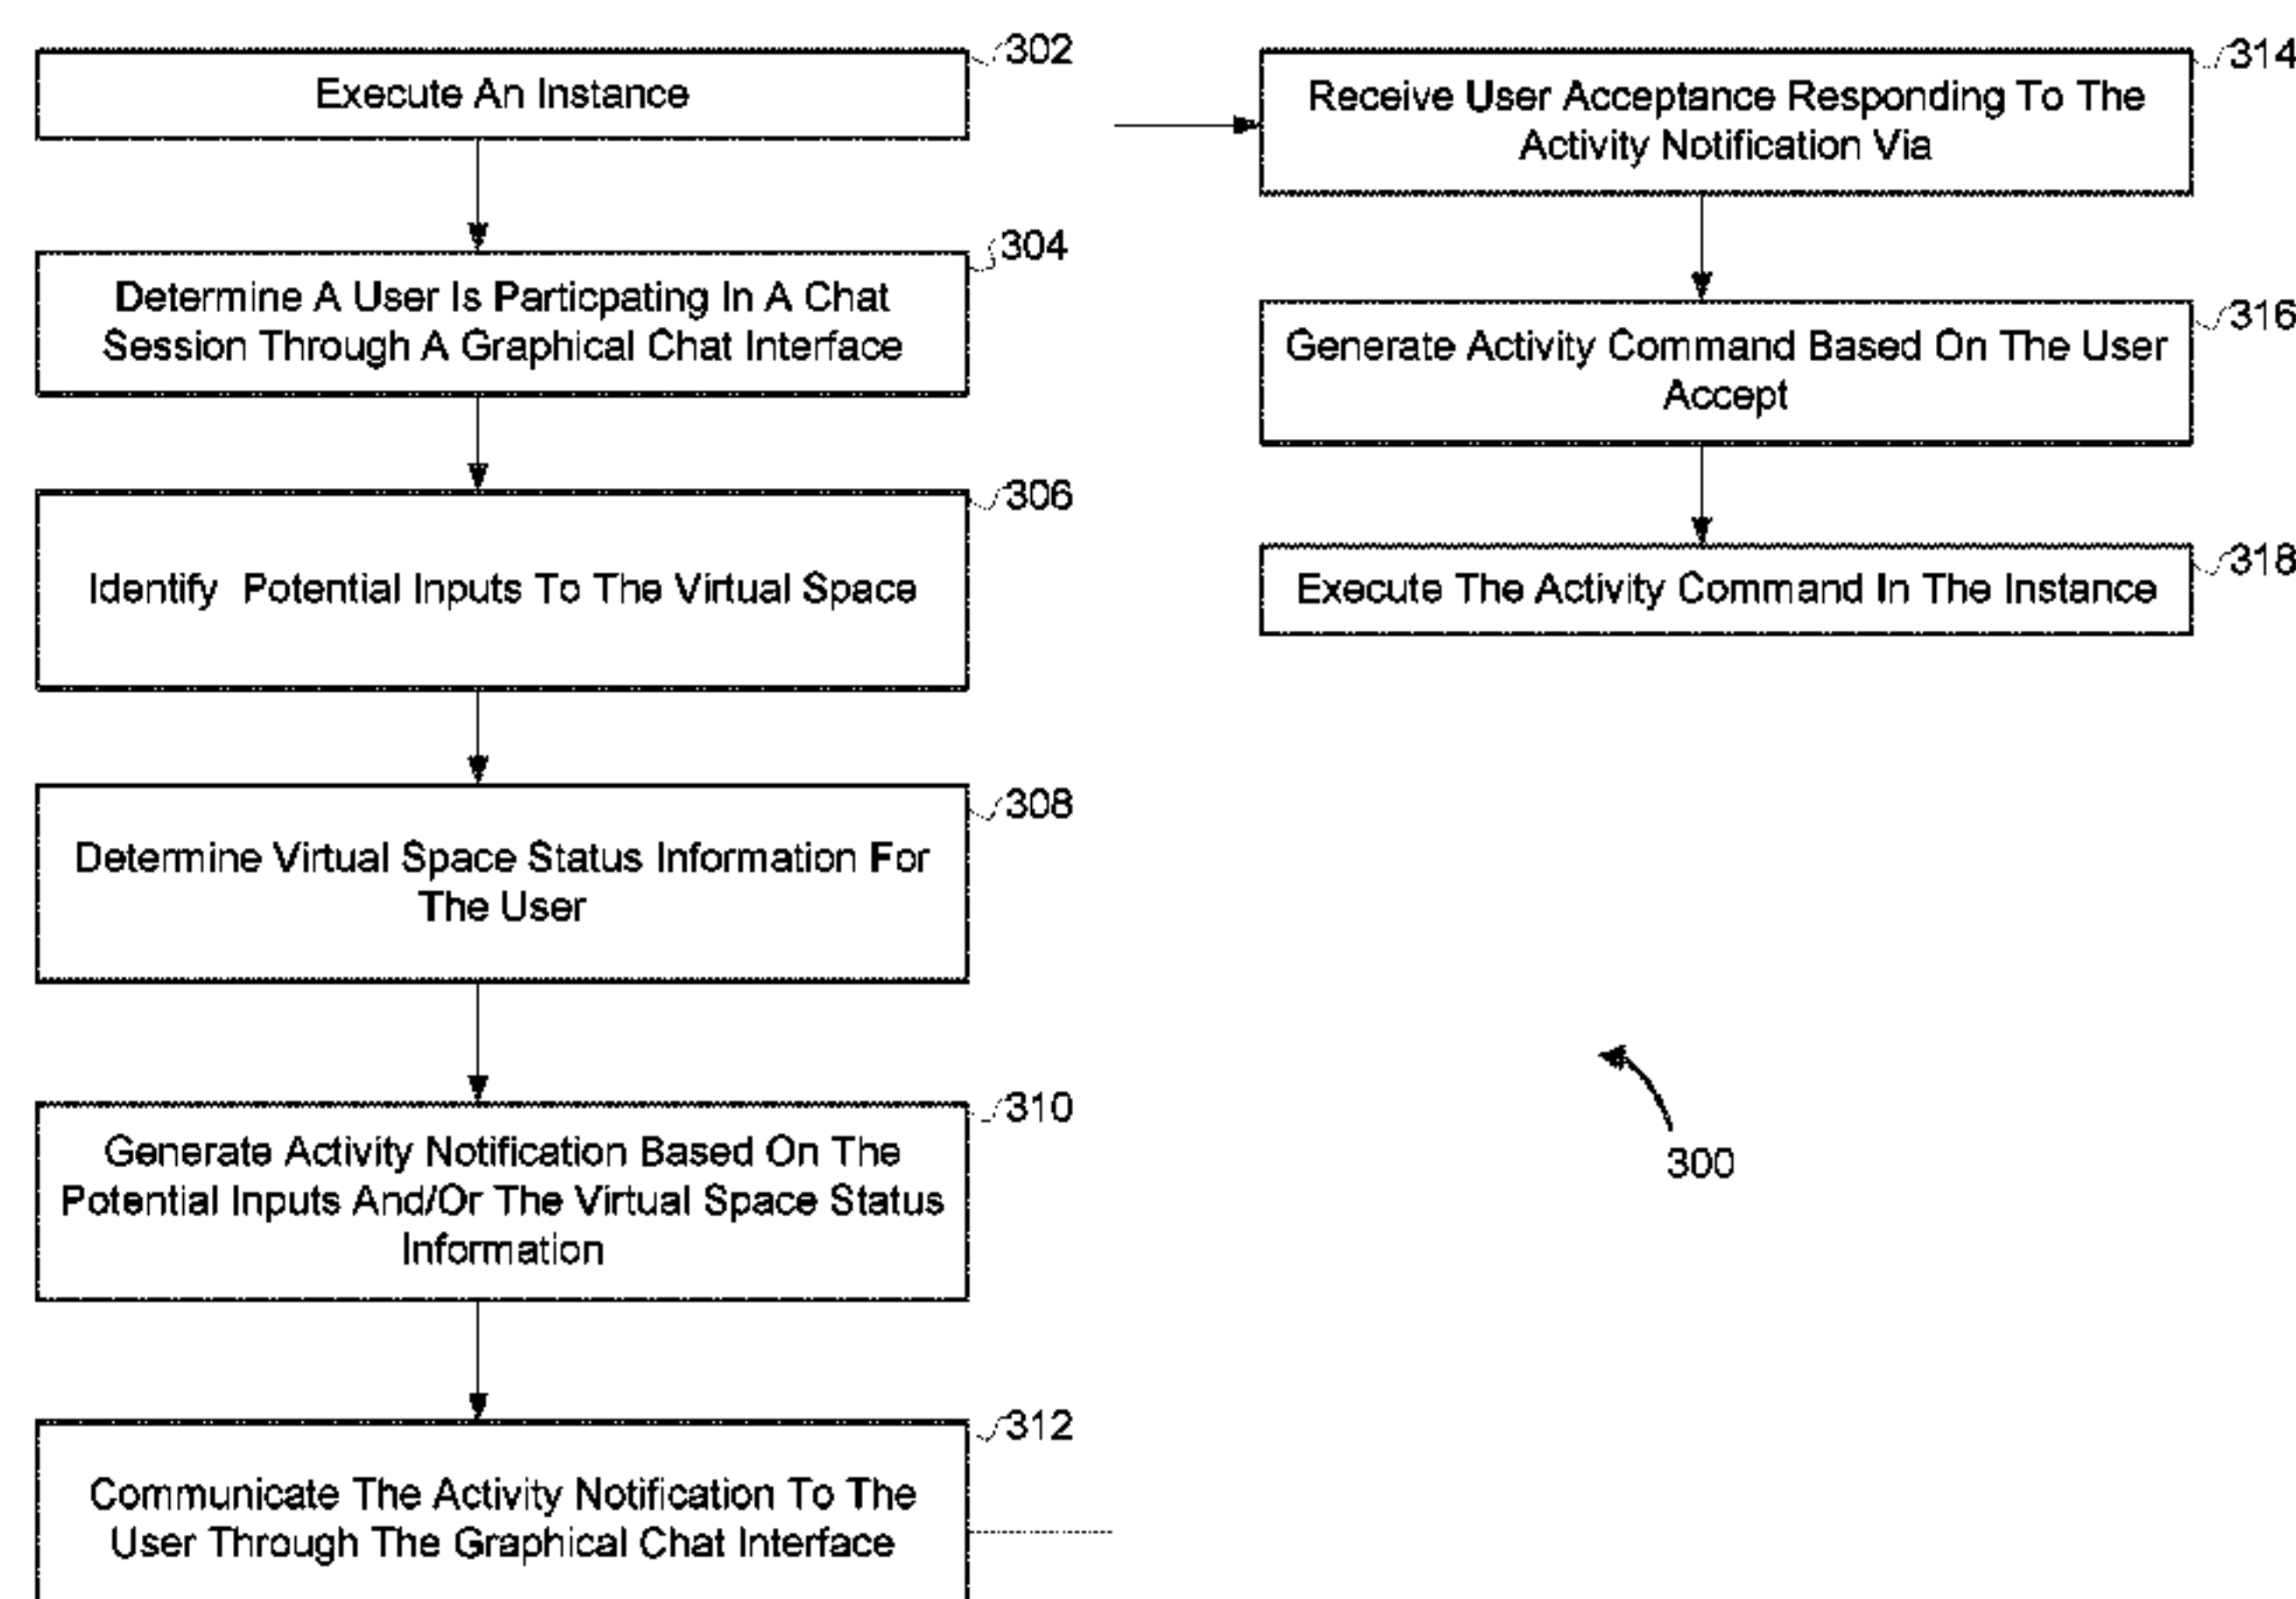 302
Execute An Instance
304
Determine A User Is Particpating In A Chat
Session Through A Graphical Chat Interface
306
Identify Potential Inputs To The Virtual Space
308
Determine Virtual Space Status Information For
The User
310
Generate Activity Notification Based On The
Potential Inputs And/Or The Virtual Space Status
Information
312
Communicate The Activity Notification To The
User Through The Graphical Chat Interface
314
Receive User Acceptance Responding To The
Activity Notification Via
316
Generate Activity Command Based On The User
Accept
318
Execute The Activity Command In The Instance
300